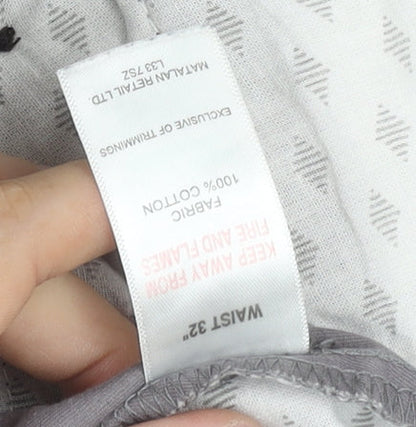 WAIST 32"
KEEP AWAY FROM
FIRE AND FLAMES
FABRIC
100% COTTON
EXCLUSIVE OF TRIMMINGS
MATALAN RETAIL LTD
L33 7SZ